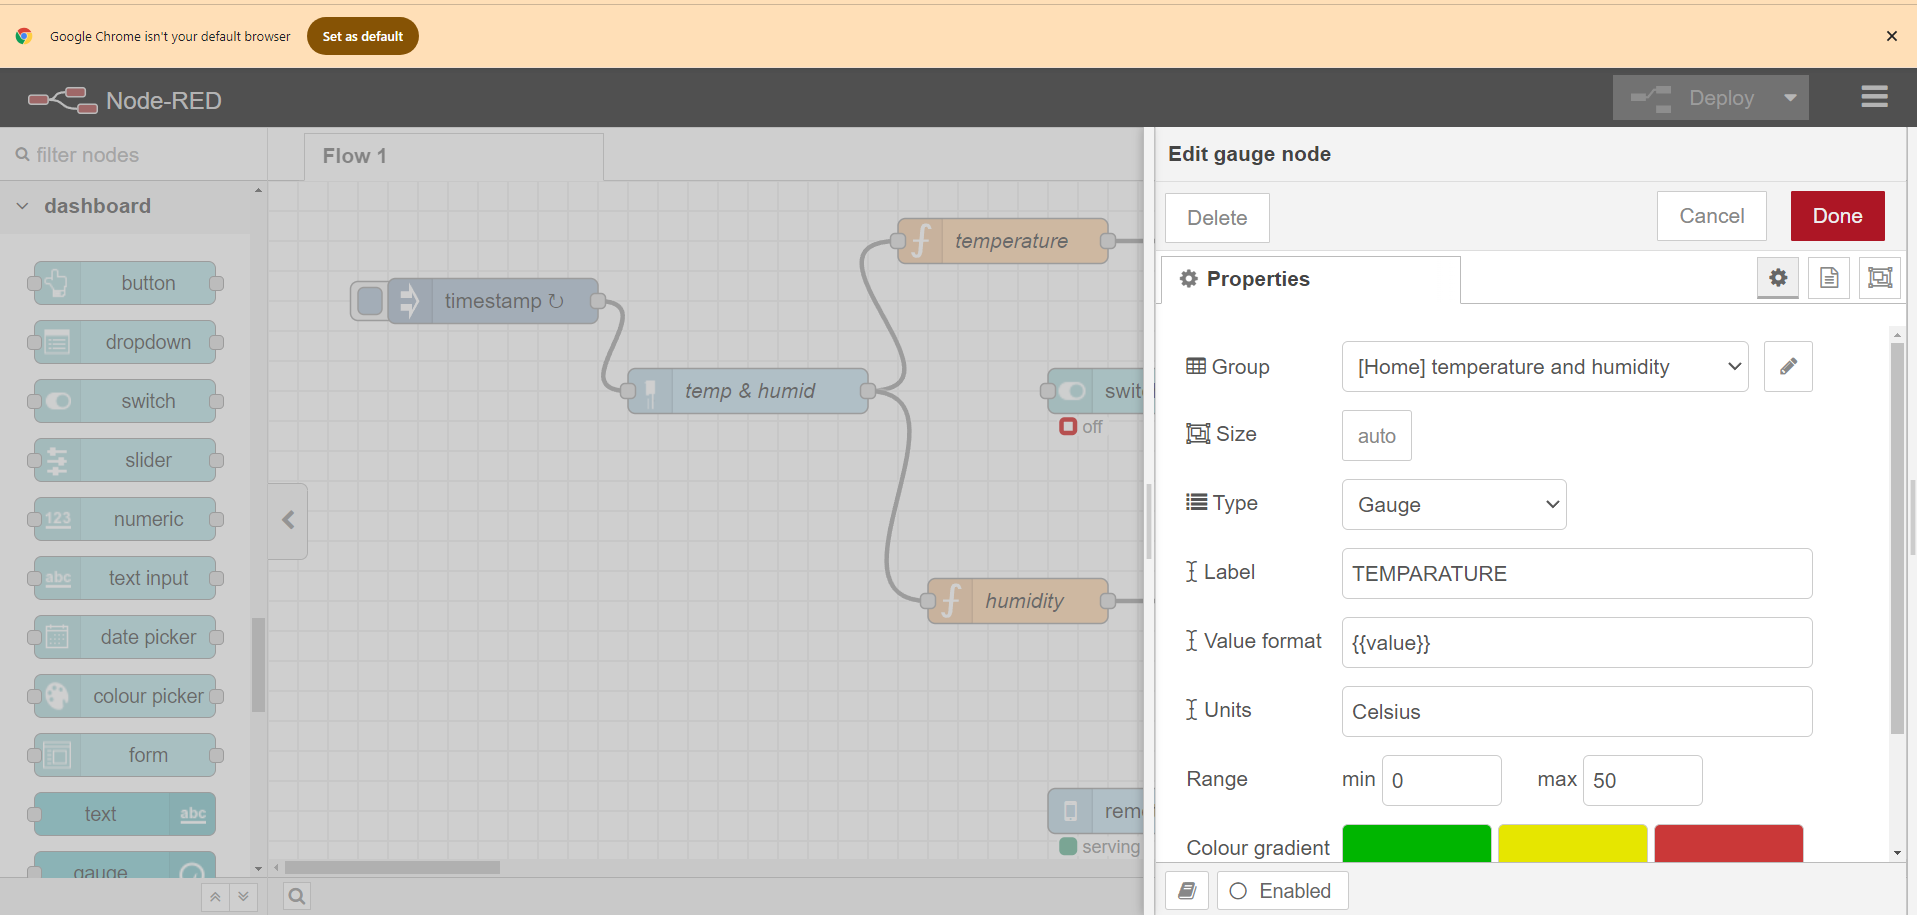 Google Chrome isn't your default browser
Set as default
Node-RED
Deploy
filter nodes
Flow 1
dashboard
button
dropdown
switch
slider
123 numeric
abc text input
date picker
colour picker
form
text abc
gauge
timestamp ↻
temp & humid
temperature
humidity
swit
off
rem
serving
Edit gauge node
Delete
Cancel
Done
Properties
Group
[Home] temperature and humidity
Size
auto
Type
Gauge
Label
TEMPARATURE
Value format
{{value}}
Units
Celsius
Range
min 0
max 50
Colour gradient
Enabled